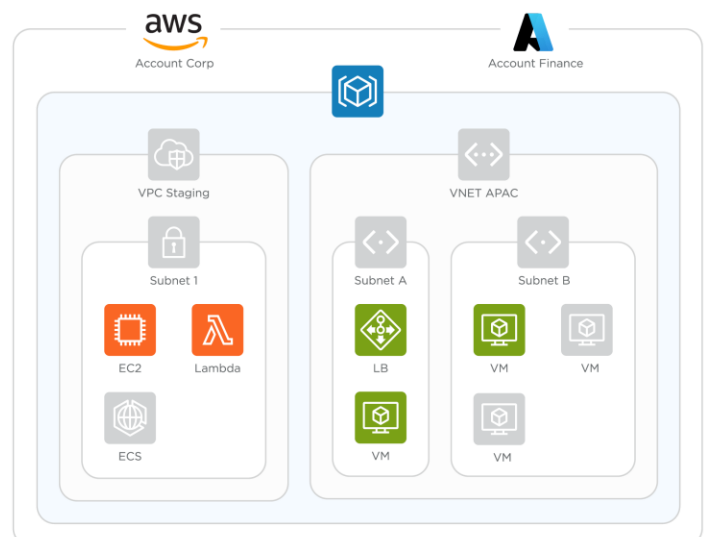 aws
Account Corp
Account Finance
VPC Staging
VNET APAC
Subnet 1
Subnet A
Subnet B
EC2
Lambda
LB
VM
VM
ECS
VM
VM